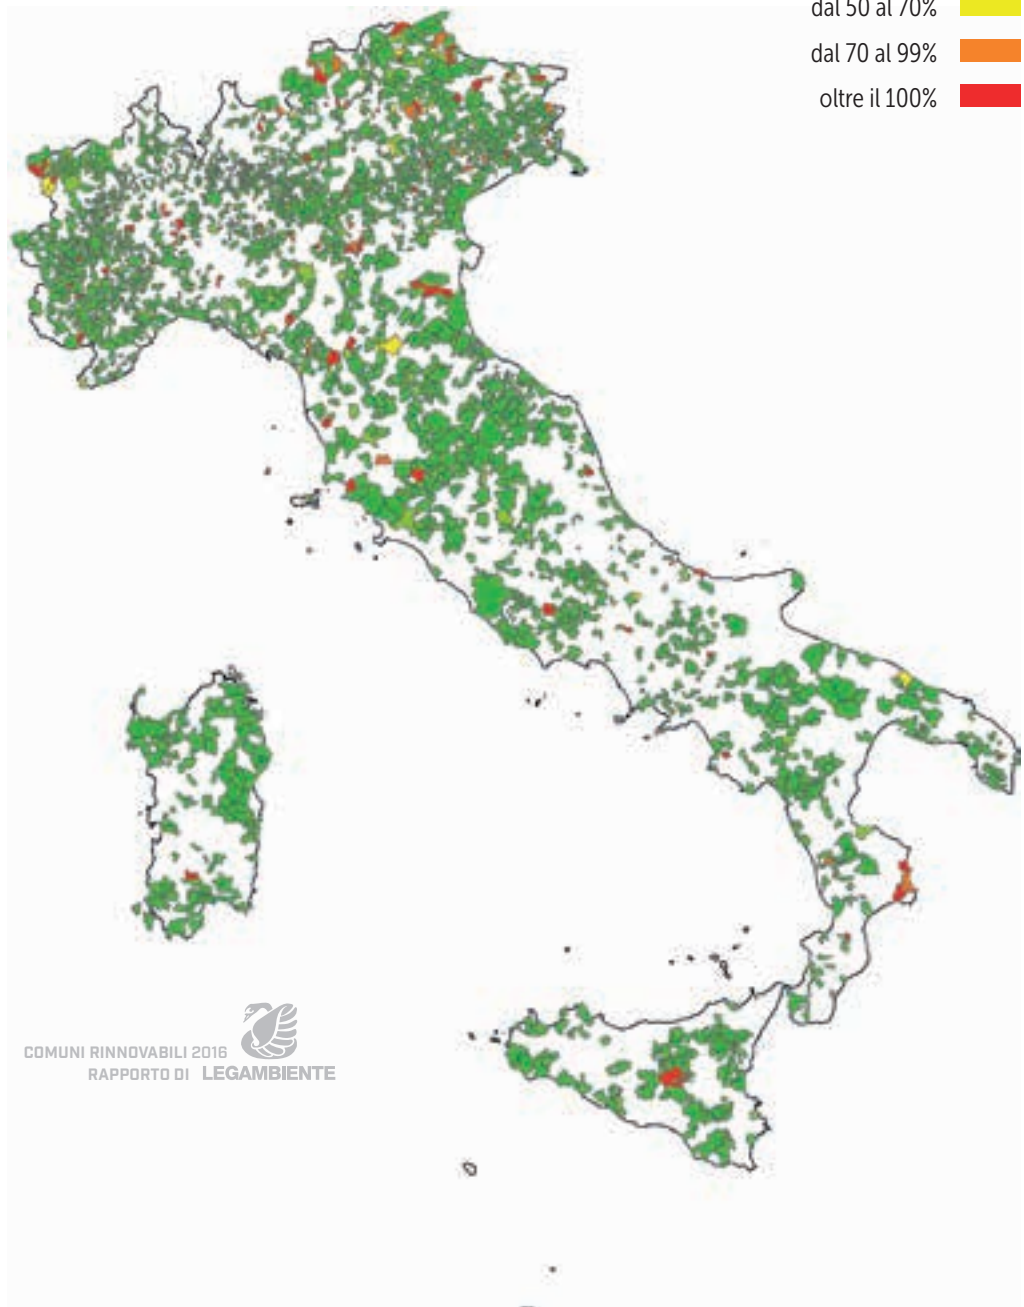 dal 50 al 70%
dal 70 al 99%
oltre il 100%
COMUNI RINNOVABILI 2016
RAPPORTO DI LEGAMBIENTE